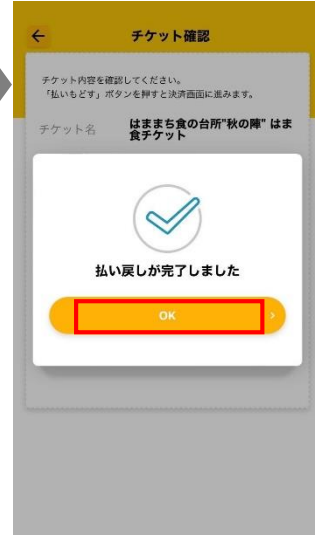 チケット確認
チケット内容を確認してください。
「払いもどす」ボタンを押すと決済画面に進みます。
チケット名
はままち食の台所"秋の陣" はま
食チケット
払い戻しが完了しました
OK